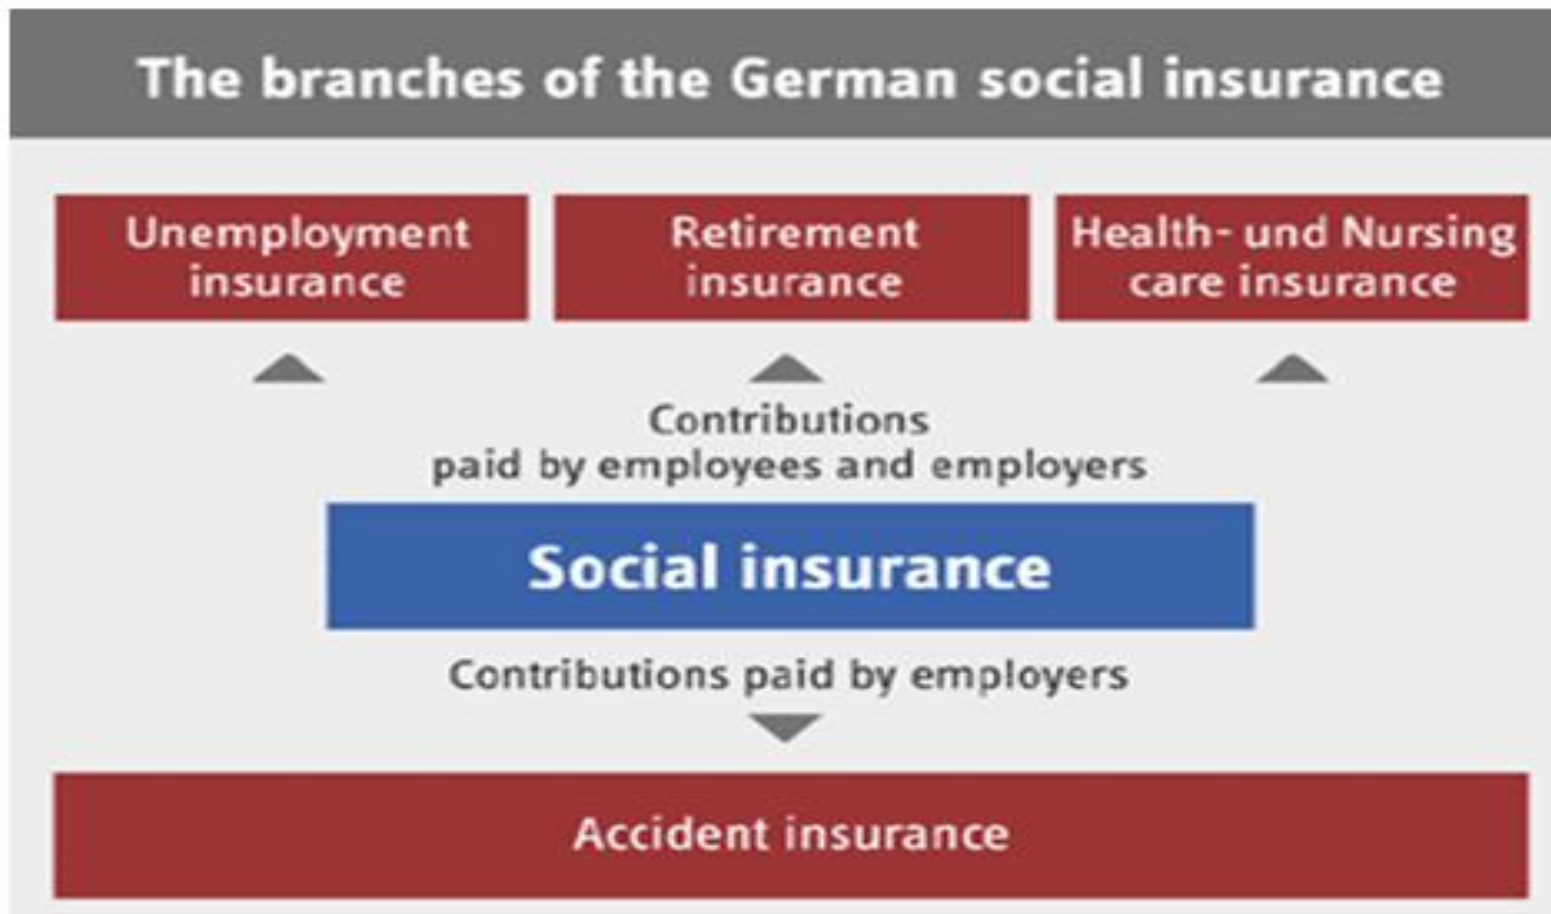 The branches of the German social insurance
Unemployment
insurance
Retirement
insurance
Health- und Nursing
care insurance
Contributions
paid by employees and employers
Social insurance
Contributions paid by employers
Accident insurance